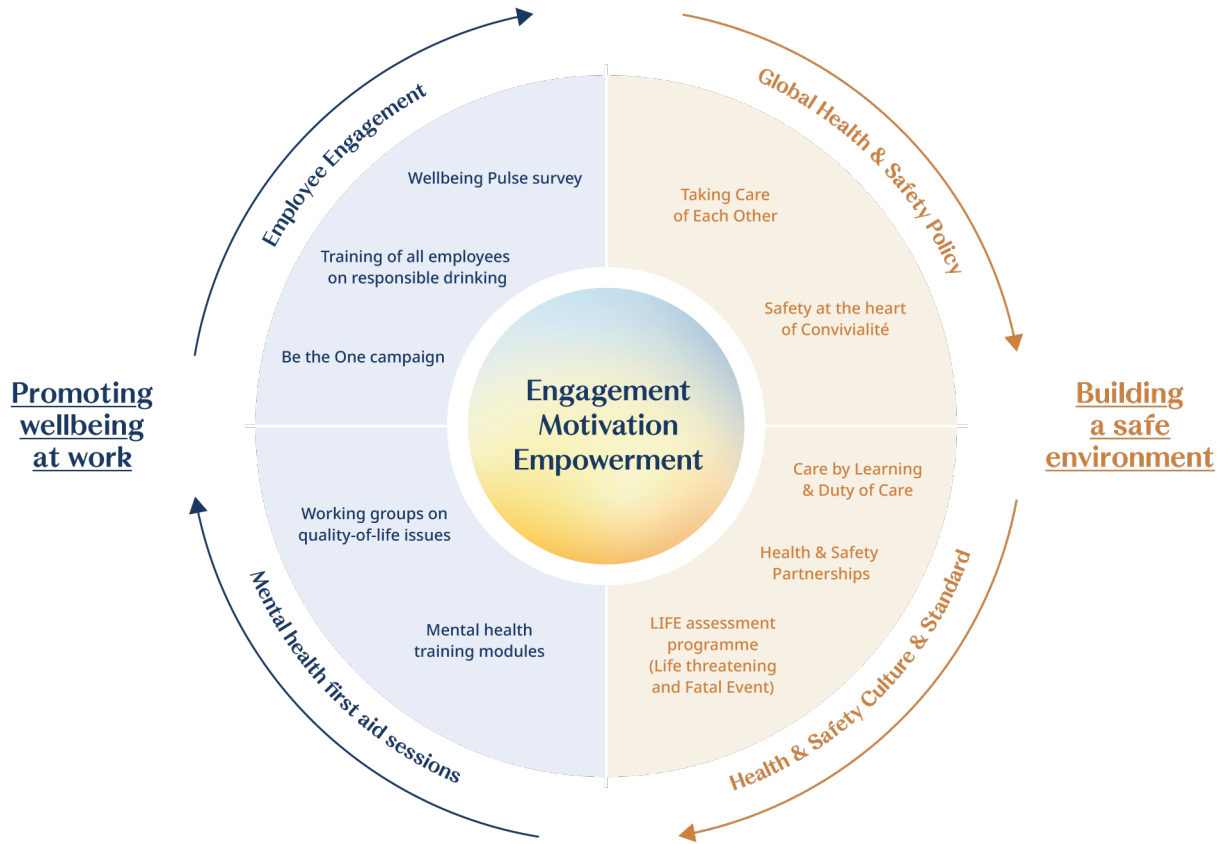 Promoting
wellbeing
at work
Employee Engagement
Wellbeing Pulse survey
Training of all employees
on responsible drinking
Be the One campaign
Global Health & Safety Policy
Taking Care
of Each Other
Safety at the heart
of Convivialité
Engagement
Motivation
Empowerment
Building
a safe
environment
Care by Learning
& Duty of Care
Health & Safety
Partnerships
LIFE assessment
programme
(Life threatening
and Fatal Event)
Health & Safety Culture & Standard
Working groups on
quality-of-life issues
Mental health
training modules
Mental health first aid sessions